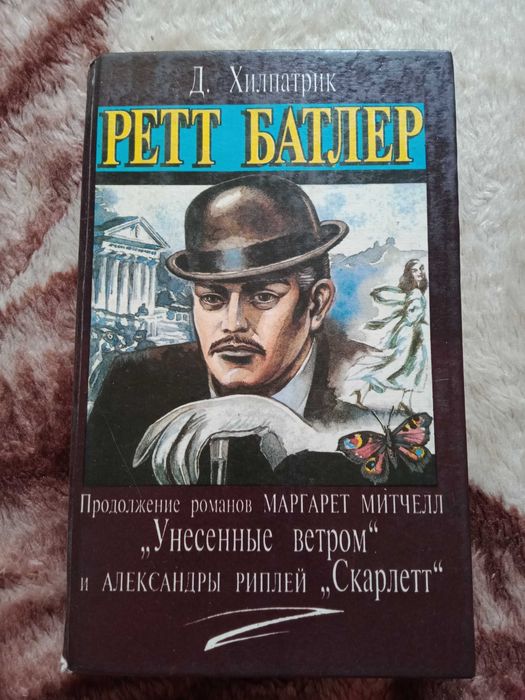 Д. Хилпатрик
РЕТТ БАТЛЕР
Продолжение романов МАРГАРЕТ МИТЧЕЛЛ
„Унесенные ветром“
и АЛЕКСАНДРЫ РИПЛЕЙ „Скарлетт“